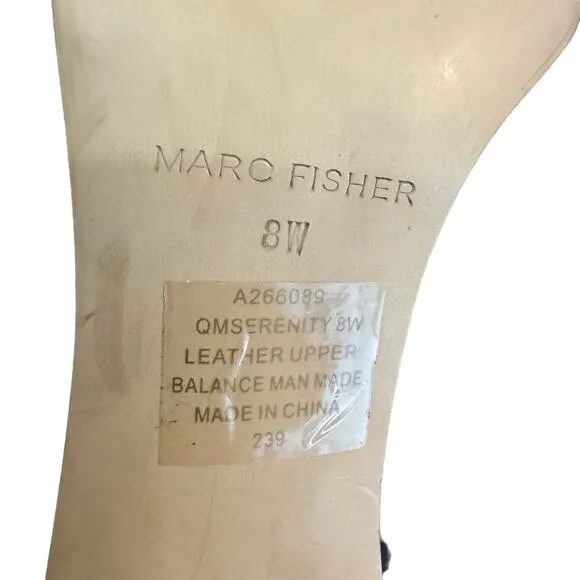 MARC FISHER
8W
A266089
QMSERENITY 8W
LEATHER UPPER
BALANCE MAN MADE
MADE IN CHINA
239